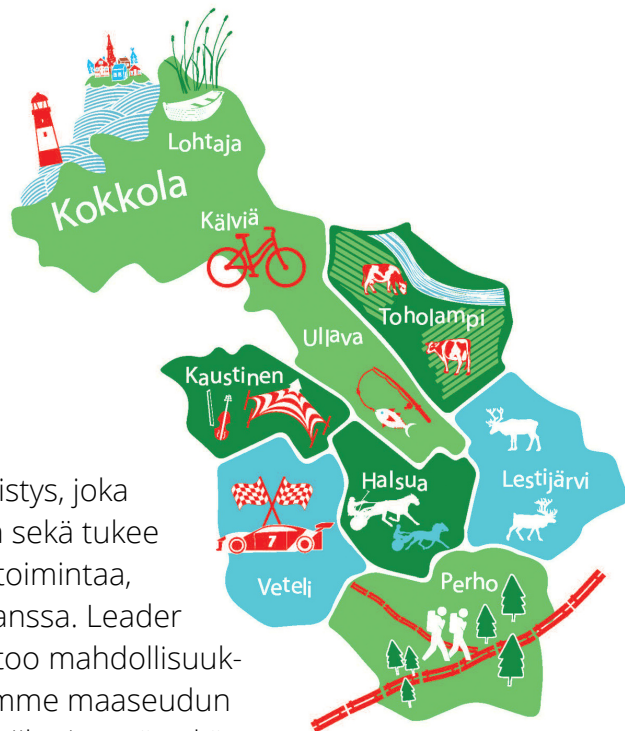 Lohtaja
Kokkola
Kälviä
Toholampi
Ullava
Kaustinen
Halsua
Lestijärvi
7
Veteli
Perho
istys, joka
sekä tukee
toimintaa,
anssa. Leader
too mahdollisuuk-
mme maaseudun